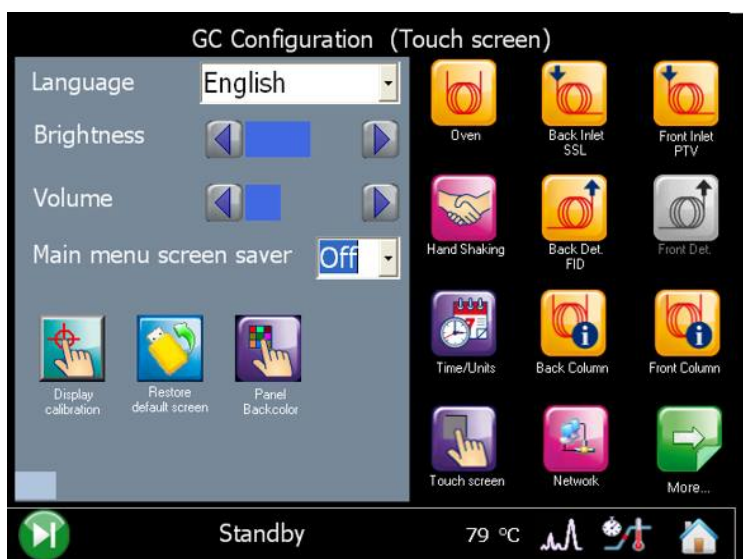 GC Configuration (Touch screen)
Language
English
Brightness
Volume
Main menu screen saver
Off
Display
calibration
Restore
default screen
Panel
Backcolor
Oven
Back Inlet
SSL
Front Inlet
PTV
Hand Shaking
Back Det.
FID
Front Det.
Time/Units
Back Column
Front Column
Touch screen
Network
More...
Standby
79 °C